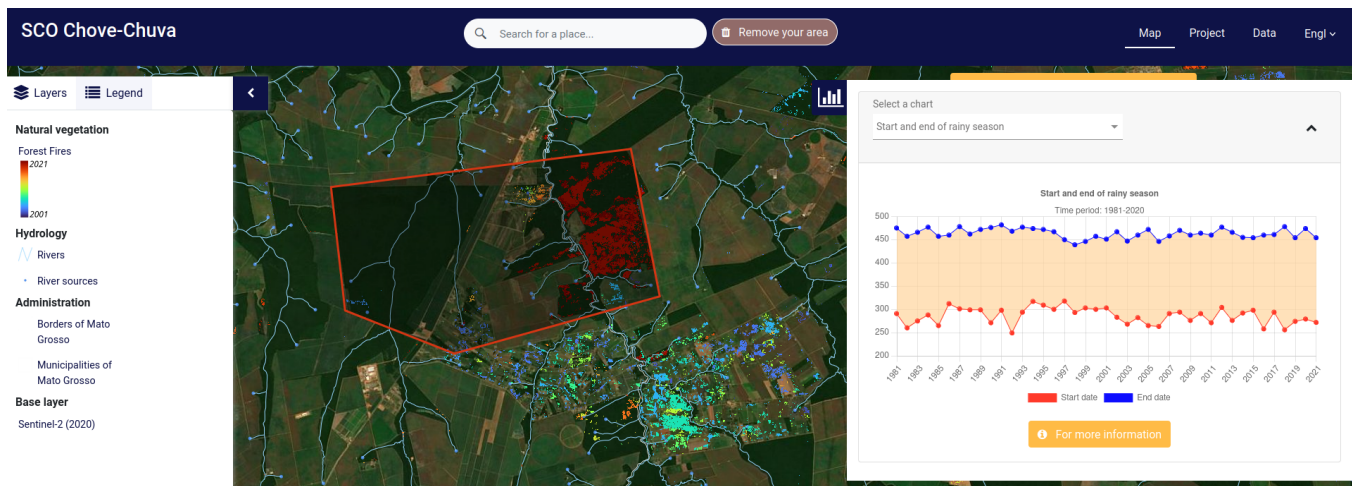 SCO Chove-Chuva
Search for a place...
Remove your area
Map
Project
Data
Engl
Layers
Legend
Natural vegetation
Forest Fires
2021
2001
Hydrology
Rivers
River sources
Administration
Borders of Mato
Grosso
Municipalities of
Mato Grosso
Base layer
Sentinel-2 (2020)
Select a chart
Start and end of rainy season
Start and end of rainy season
Time period: 1981-2020
500
450
400
350
300
250
200
1981
1983
1985
1987
1989
1991
1993
1995
1997
1999
2001
2003
2005
2007
2009
2011
2013
2015
2017
2019
2021
Start date
End date
For more information